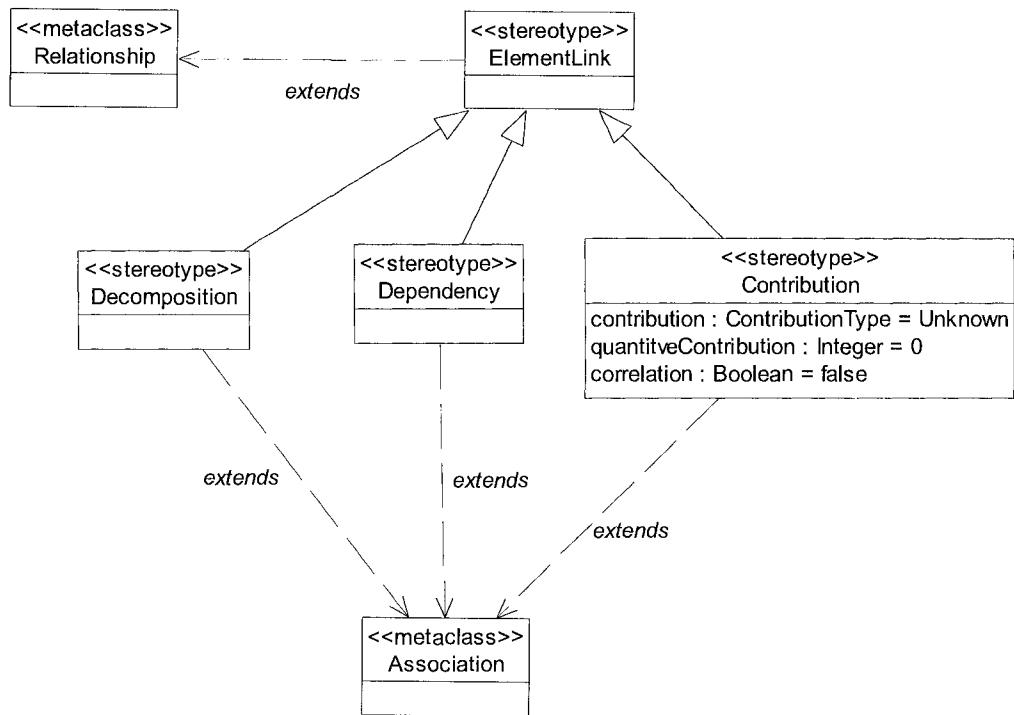 <<metaclass>>
Relationship
<<stereotype>>
ElementLink
extends
<<stereotype>>
Decomposition
<<stereotype>>
Dependency
<<stereotype>>
Contribution
contribution : ContributionType = Unknown
quantitveContribution : Integer = 0
correlation : Boolean = false
extends
extends
extends
<<metaclass>>
Association